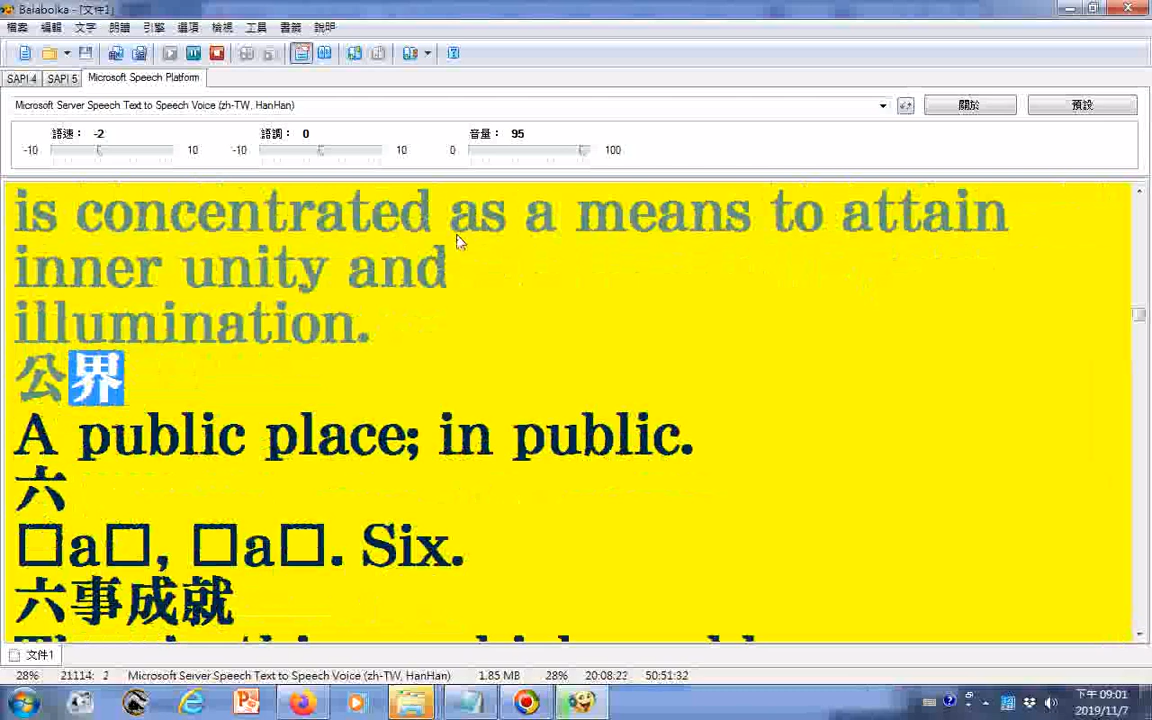 Balabolka - [文件1]
檔案 編輯 文字 朗讀 引擎 選項 檢視 工具 書籤 說明
SAPI 4 SAPI 5 Microsoft Speech Platform
Microsoft Server Speech Text to Speech Voice (zh-TW, HanHan) 關於 預設
語速： -2 語調： 0 音量： 95
-10 10 -10 10 0 100
is concentrated as a means to attain
inner unity and
illumination.
公界
A public place; in public.
六
□a□, □a□. Six.
六事成就
文件1
28% 21114: 2 Microsoft Server Speech Text to Speech Voice (zh-TW, HanHan) 1.85 MB 28% 20:08:22 50:51:32
下午 09:01
2019/11/7